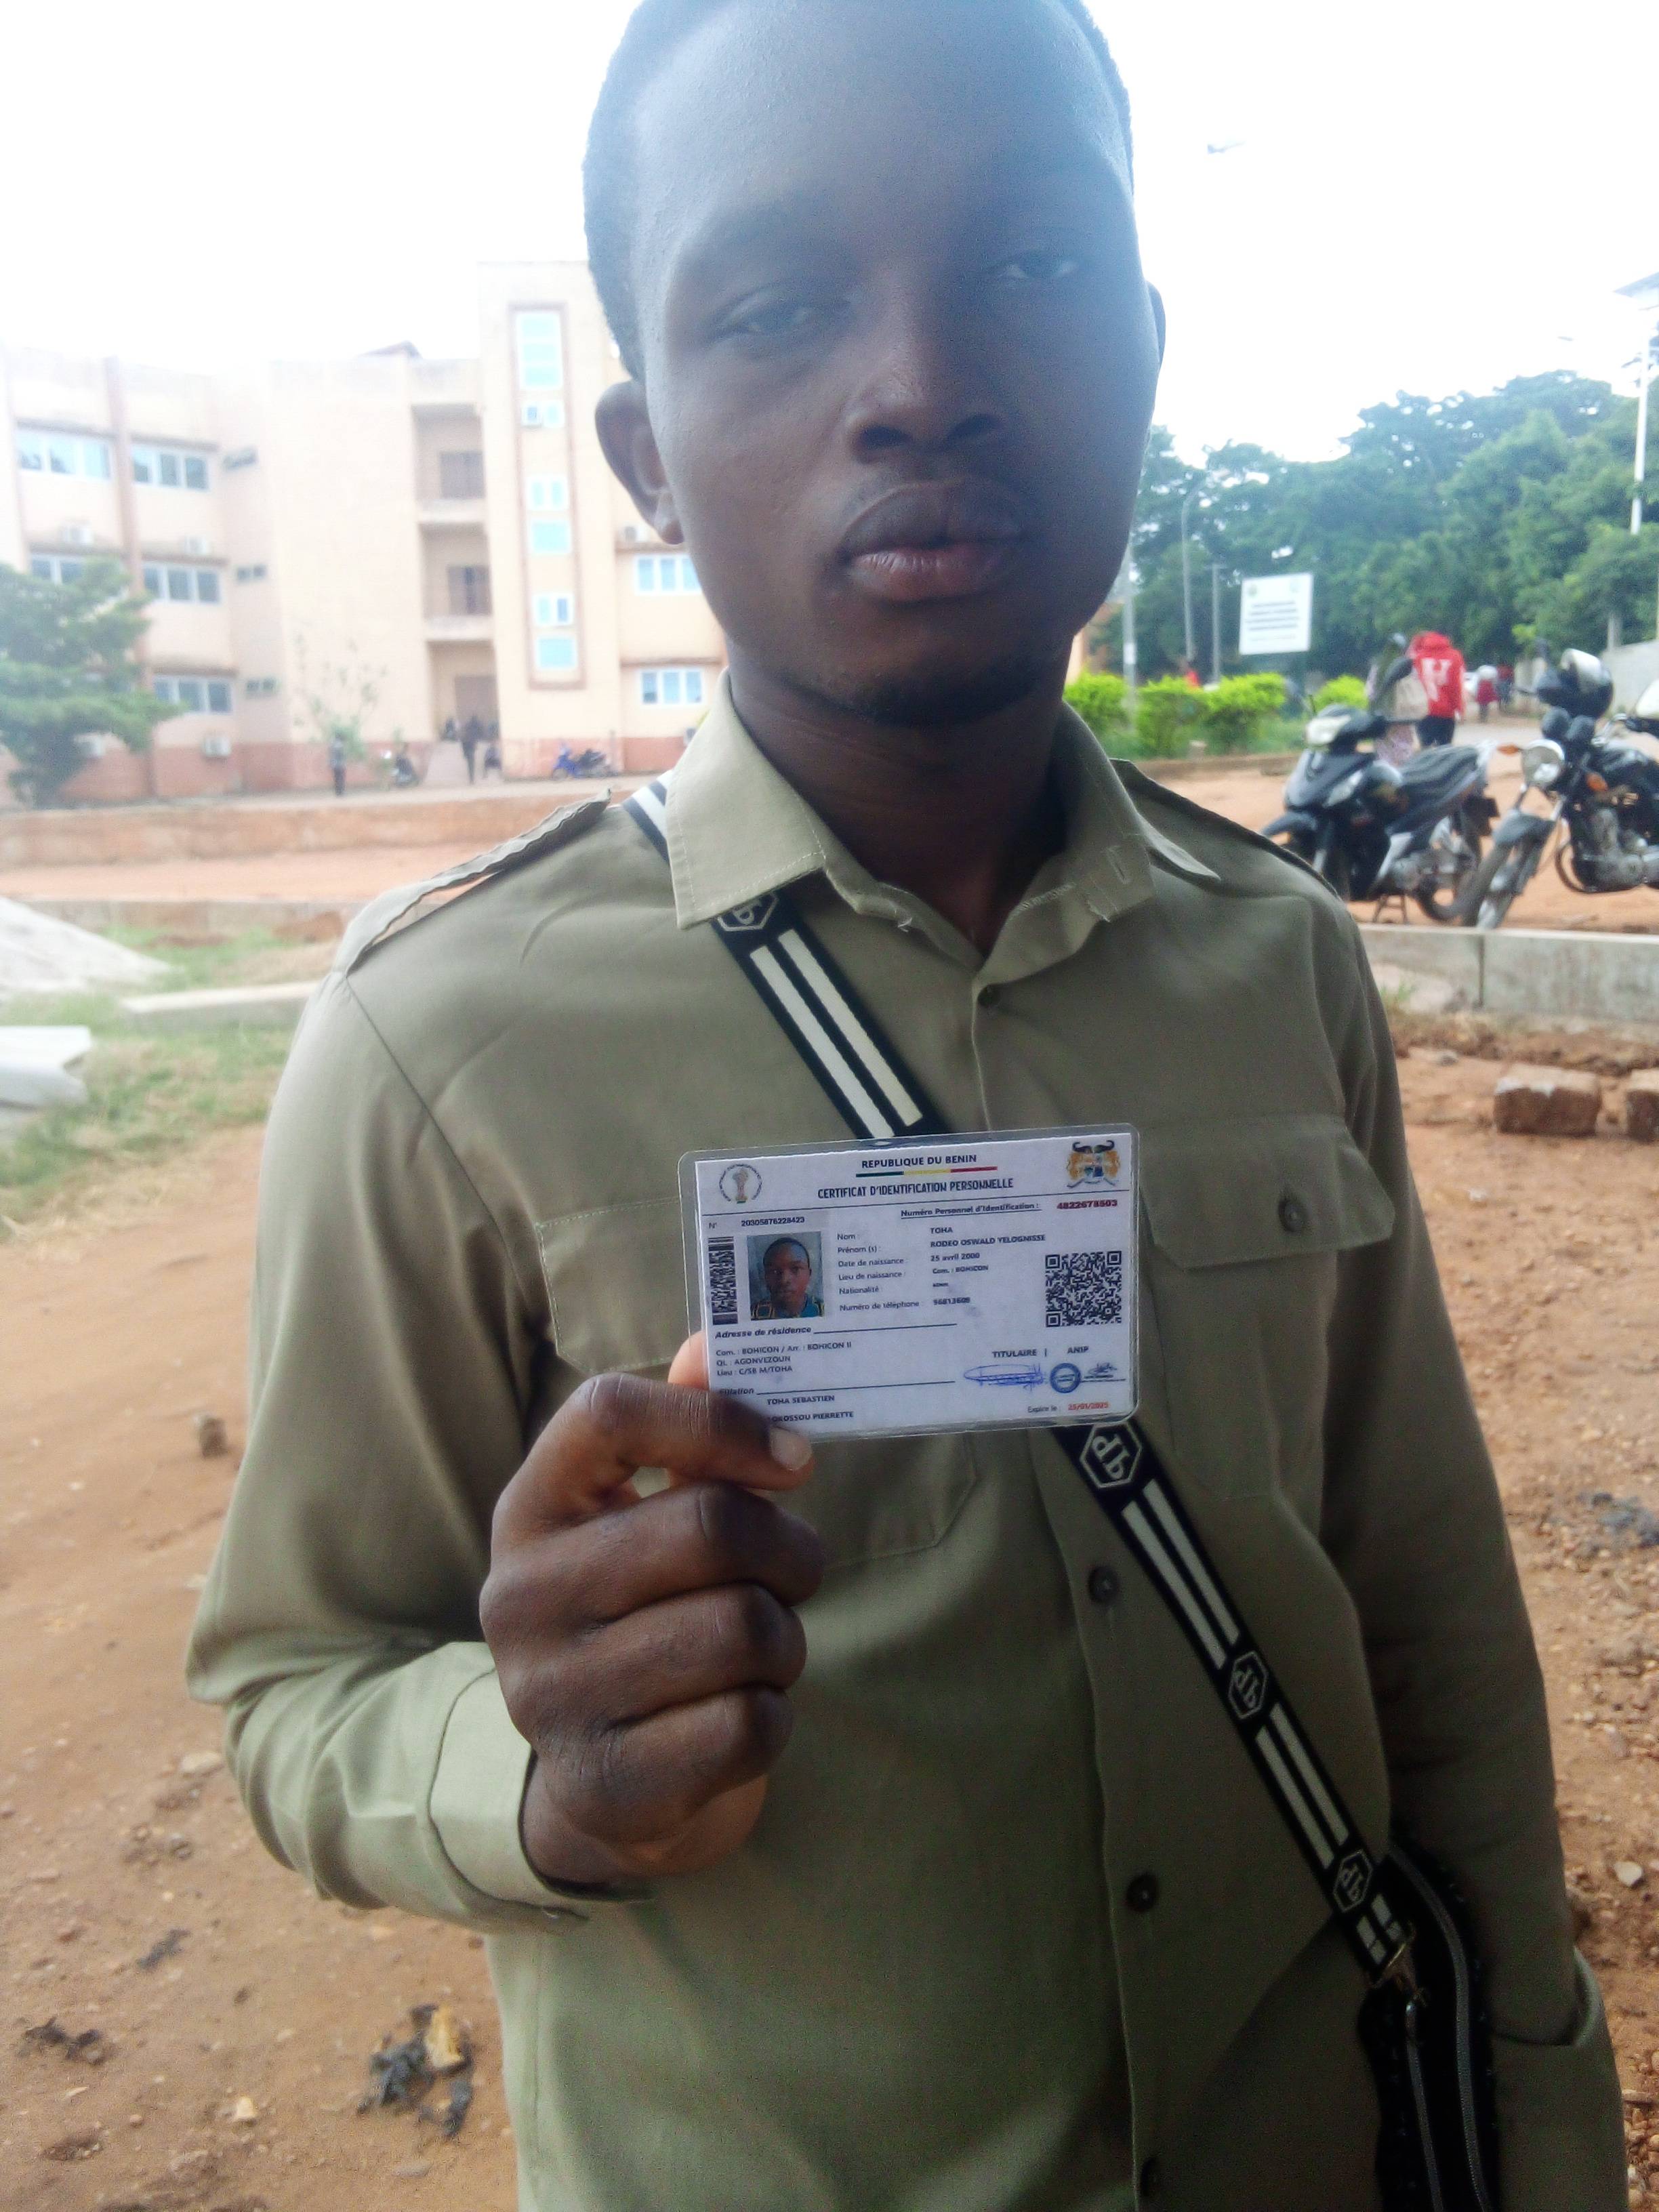 REPUBLIQUE DU BENIN
CERTIFICAT D'IDENTIFICATION PERSONNELLE
Numéro Personnel d'Identification : 4822678503
N° 20305876228423
Nom : TOHA
Prénom (s) : RODEO OSWALD YELOGNISSE
Date de naissance 25 avril 2000
Lieu de naissance : Com. : BOHICON
Nationalité
Numéro de téléphone
Adresse de résidence
Com. : BOHICON / Arr. : BOHICON II
QL : AGONVEZOUN
Lieu : C/SB M/TOHA
TITULAIRE | ANIP
Filiation
TOHA SEBASTIEN
PIERRETTE
Expire le :